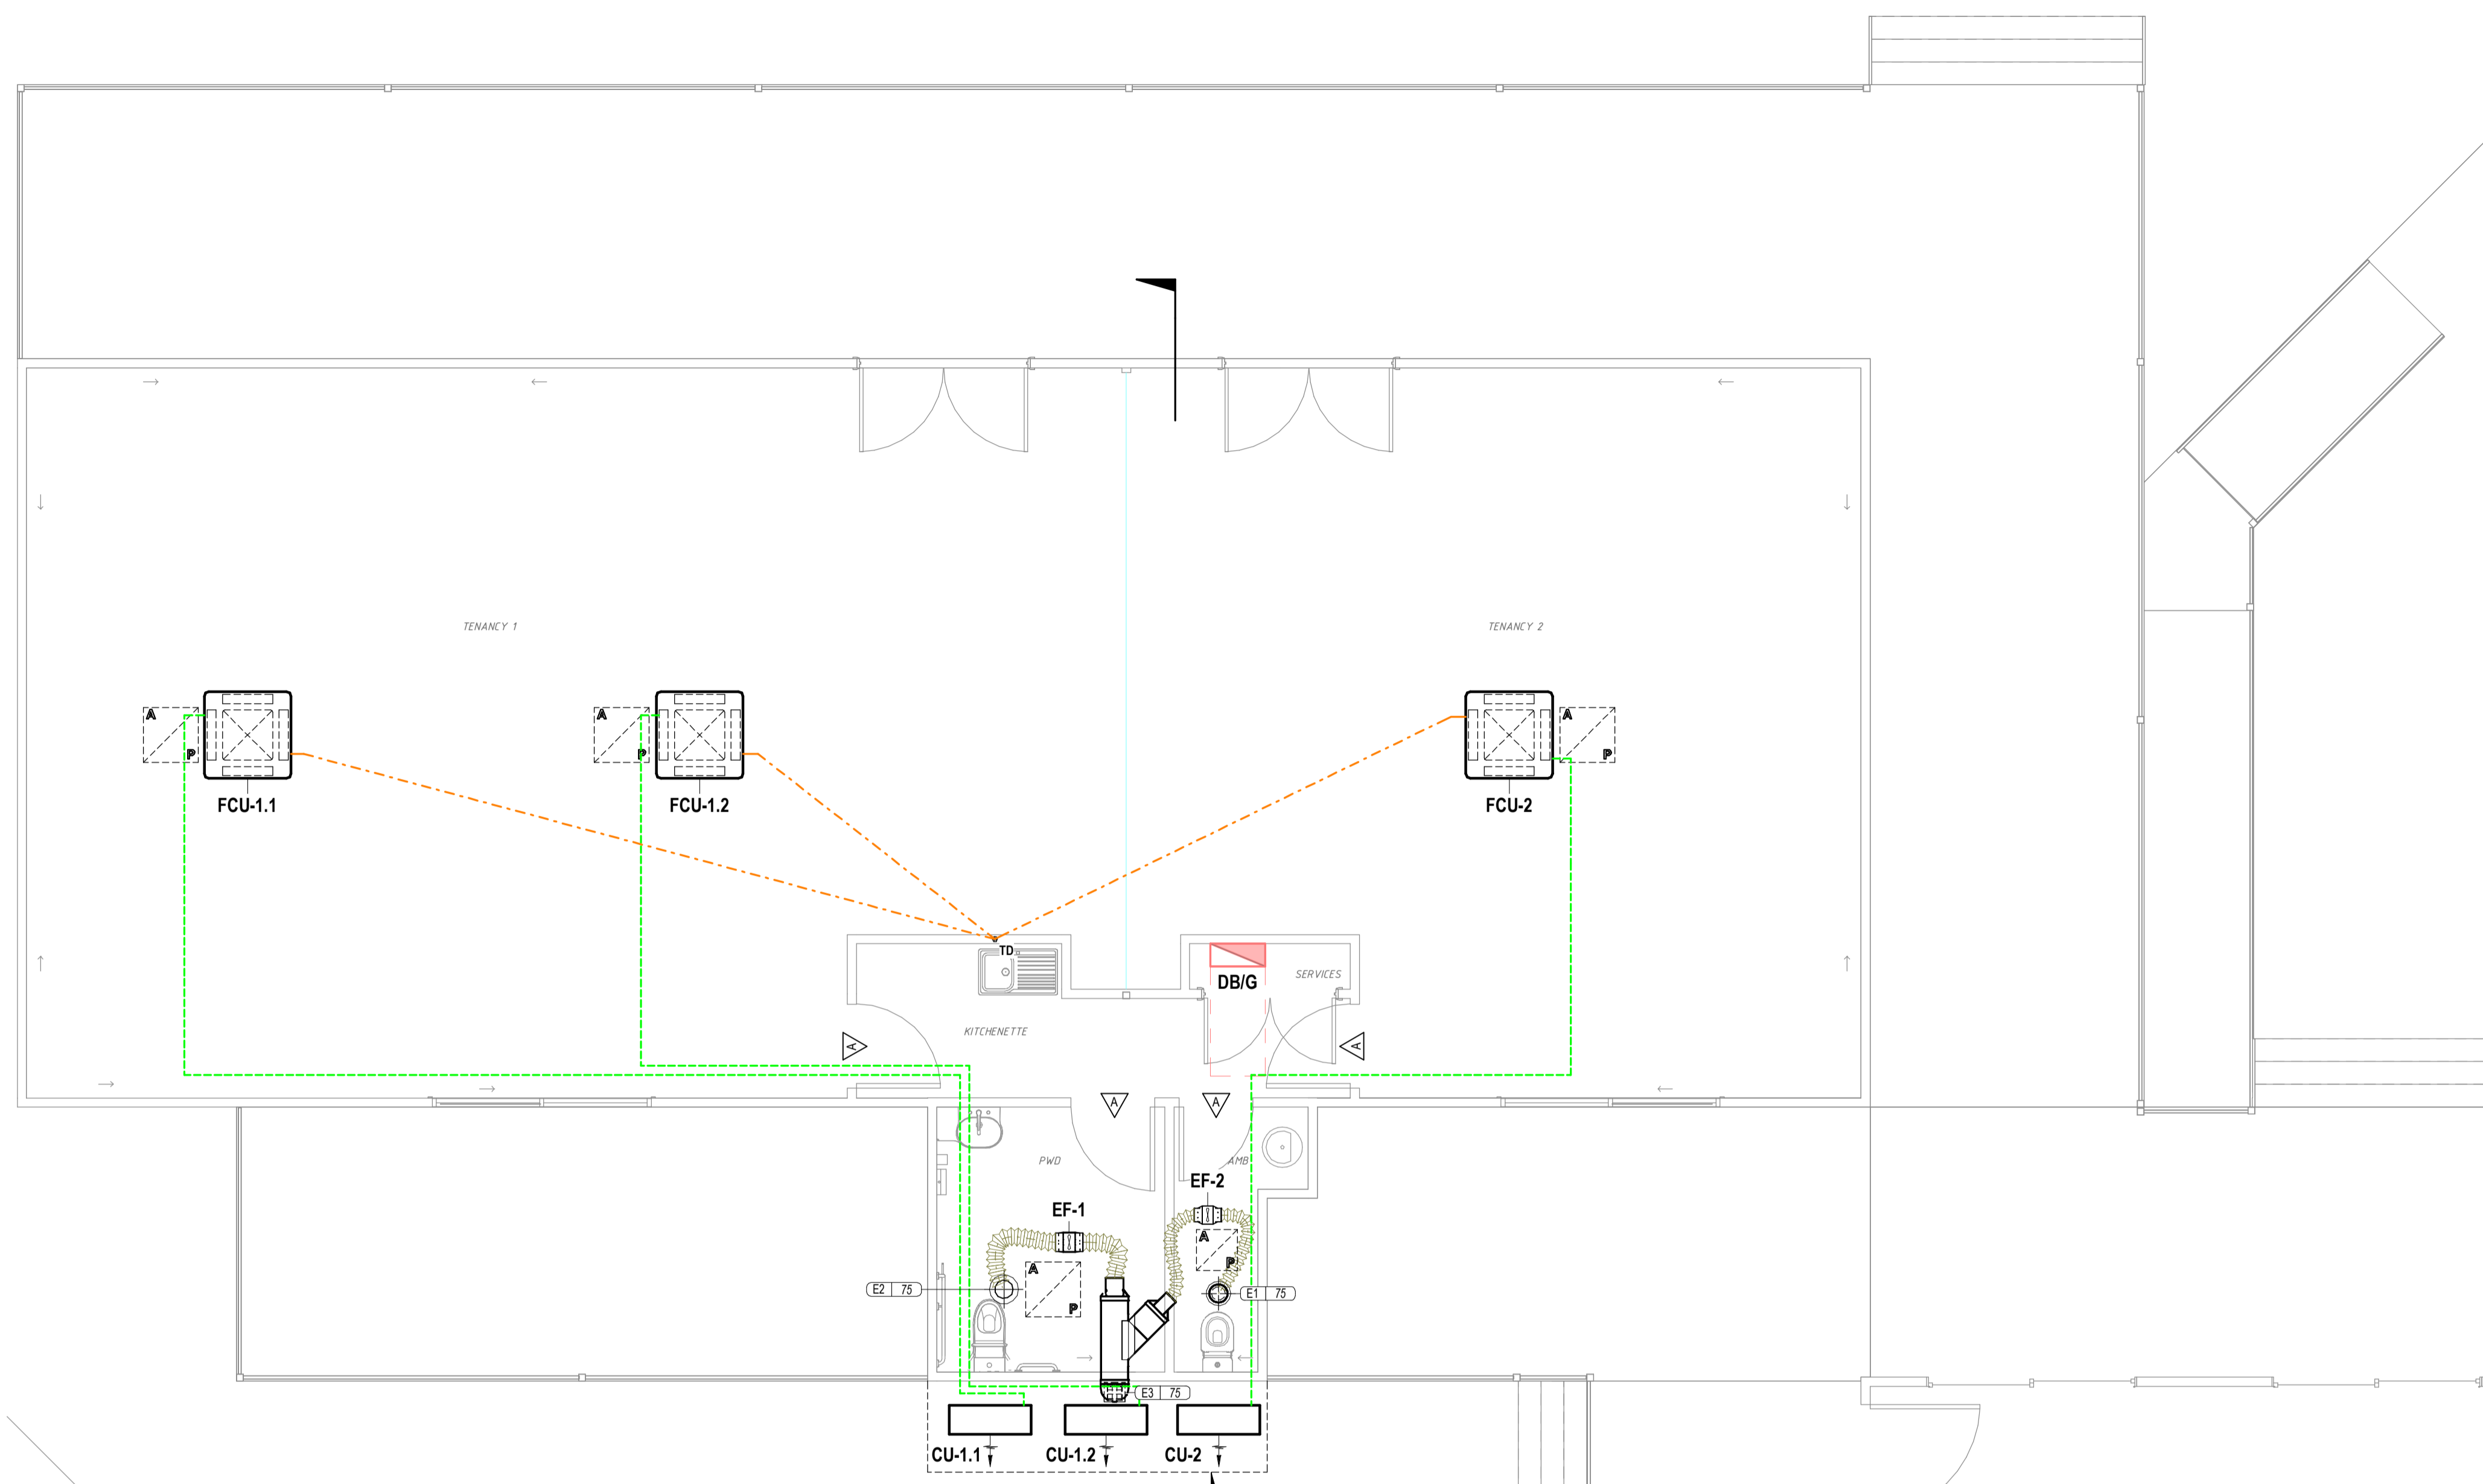 TENANCY 1
TENANCY 2
A
P
A
P
A
P
FCU-1.1
FCU-1.2
FCU-2
TD
DB/G
SERVICES
KITCHENETTE
A
A
A
A
PWD
AMB
EF-2
EF-1
A
P
A
P
E2 75
E1 75
E3 75
CU-1.1
CU-1.2
CU-2